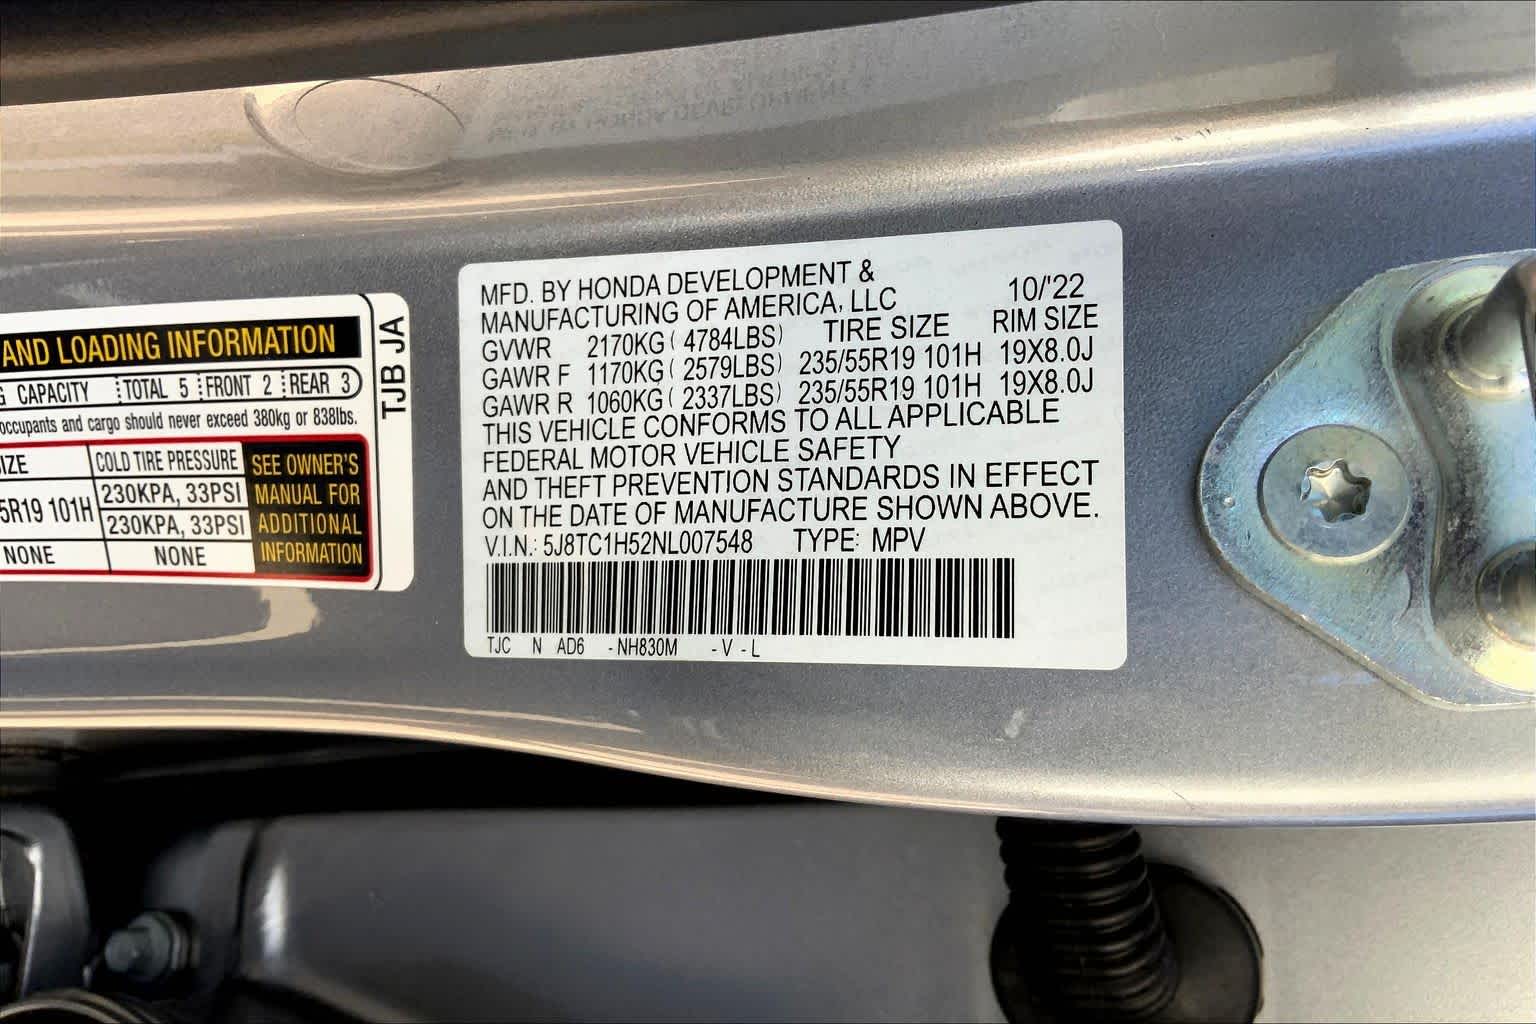 AND LOADING INFORMATION
CAPACITY TOTAL 5 FRONT 2 REAR 3
occupants and cargo should never exceed 380kg or 838lbs.
IZE COLD TIRE PRESSURE
5R19 101H 230KPA, 33PSI
230KPA, 33PSI
NONE NONE
SEE OWNER'S
MANUAL FOR
ADDITIONAL
INFORMATION
TJB JA
MFD. BY HONDA DEVELOPMENT &
MANUFACTURING OF AMERICA, LLC 10/'22
GVWR 2170KG ( 4784LBS) TIRE SIZE RIM SIZE
GAWR F 1170KG ( 2579LBS) 235/55R19 101H 19X8.0J
GAWR R 1060KG ( 2337LBS) 235/55R19 101H 19X8.0J
THIS VEHICLE CONFORMS TO ALL APPLICABLE
FEDERAL MOTOR VEHICLE SAFETY
AND THEFT PREVENTION STANDARDS IN EFFECT
ON THE DATE OF MANUFACTURE SHOWN ABOVE.
V.I.N.: 5J8TC1H52NL007548 TYPE: MPV
TJC N AD6 -NH830M -V -L